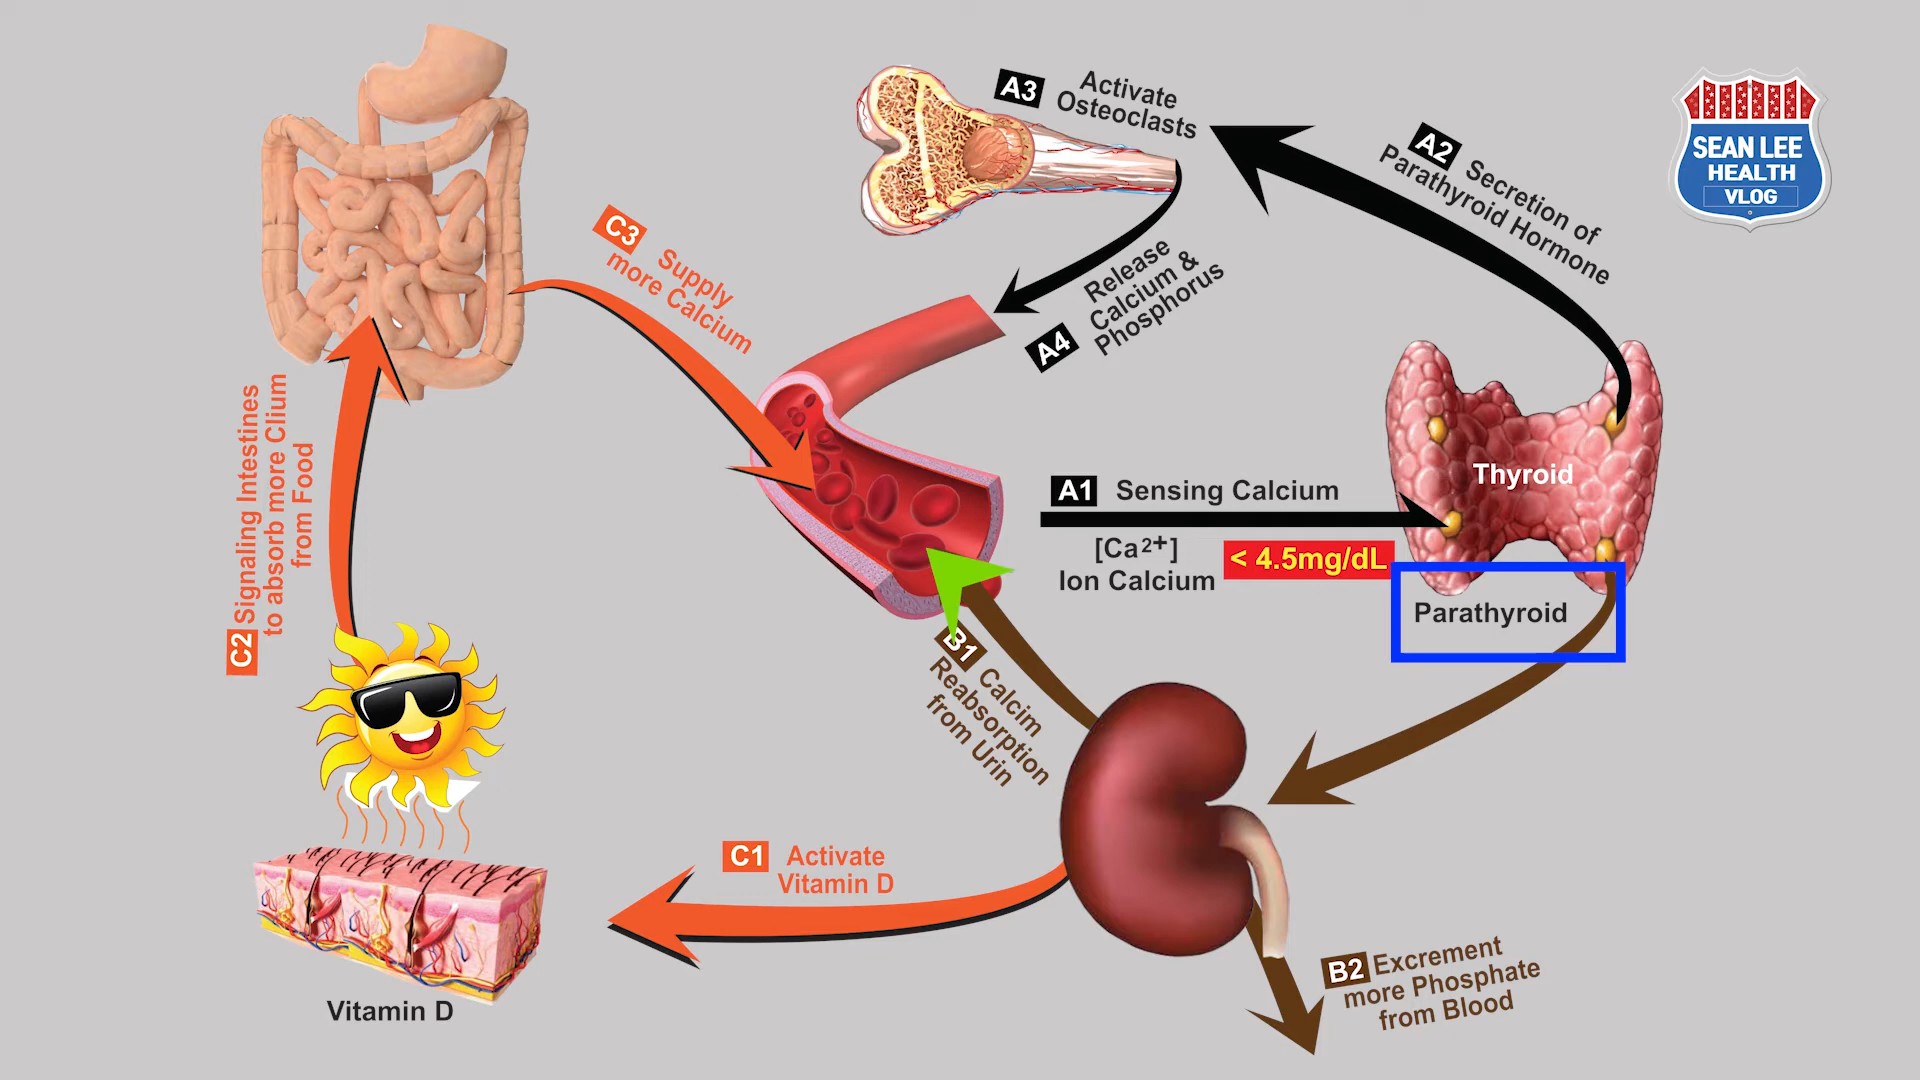 A3 Activate
Osteoclasts
A2 Secretion of
Parathyroid Hormone
SEAN LEE
HEALTH
VLOG
C3 Supply
more Calcium
Release
Calcium &
A4 Phosphorus
Thyroid
A1 Sensing Calcium
[Ca2+]
Ion Calcium
< 4.5mg/dL
Parathyroid
C2 Signaling Intestines
to absorb more Clium
from Food
B1 Calcim
Reabsorption
from Urin
C1 Activate
Vitamin D
B2 Excrement
more Phosphate
from Blood
Vitamin D